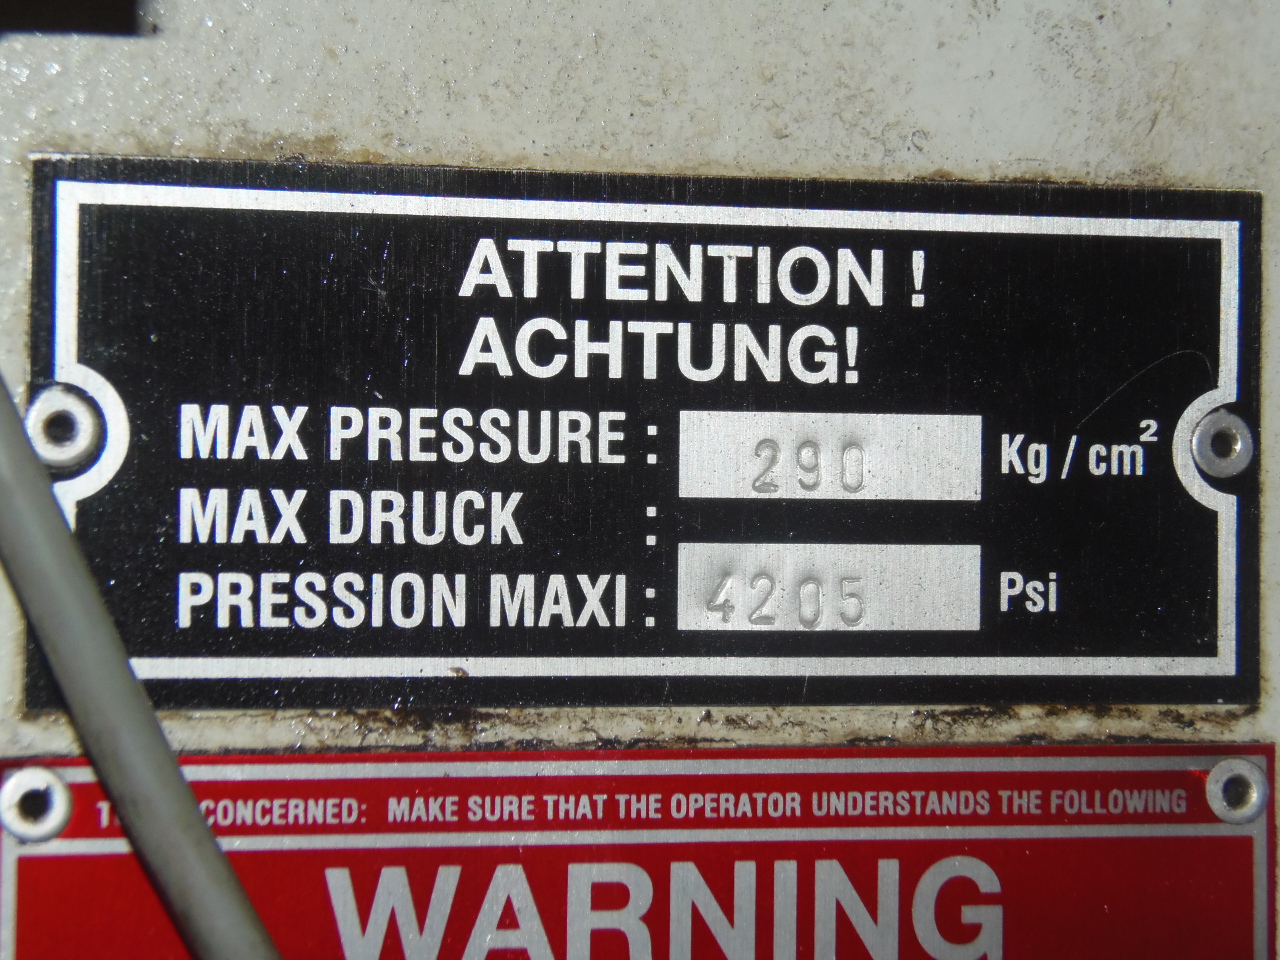 ATTENTION !
ACHTUNG!
MAX PRESSURE : 290 Kg / cm²
MAX DRUCK :
PRESSION MAXI : 4205 Psi
CONCERNED: MAKE SURE THAT THE OPERATOR UNDERSTANDS THE FOLLOWING
WARNING